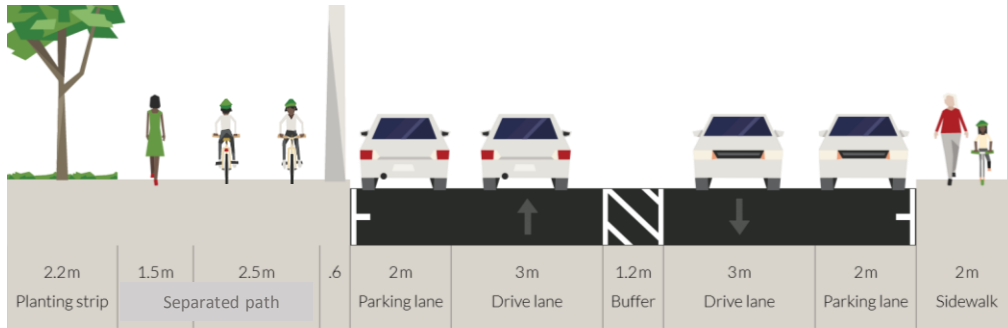 2.2m 1.5m 2.5m .6 2m 3m 1.2m 3m 2m 2m
Planting strip Separated path Parking lane Drive lane Buffer Drive lane Parking lane Sidewalk